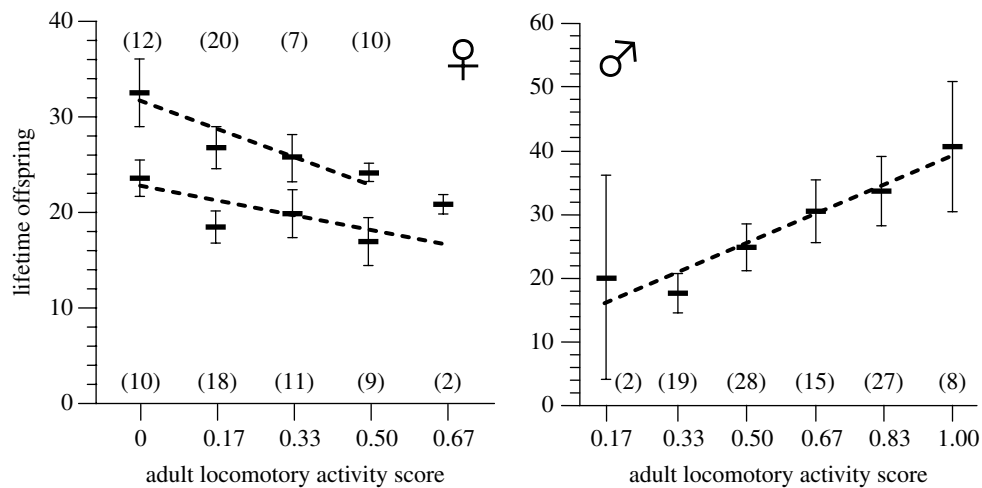 lifetime offspring
40
30
20
10
0
(12) (20) (7) (10) ♀
(10) (18) (11) (9) (2)
0 0.17 0.33 0.50 0.67
adult locomotory activity score
60
50
40
30
20
10
0
♂
(2) (19) (28) (15) (27) (8)
0.17 0.33 0.50 0.67 0.83 1.00
adult locomotory activity score